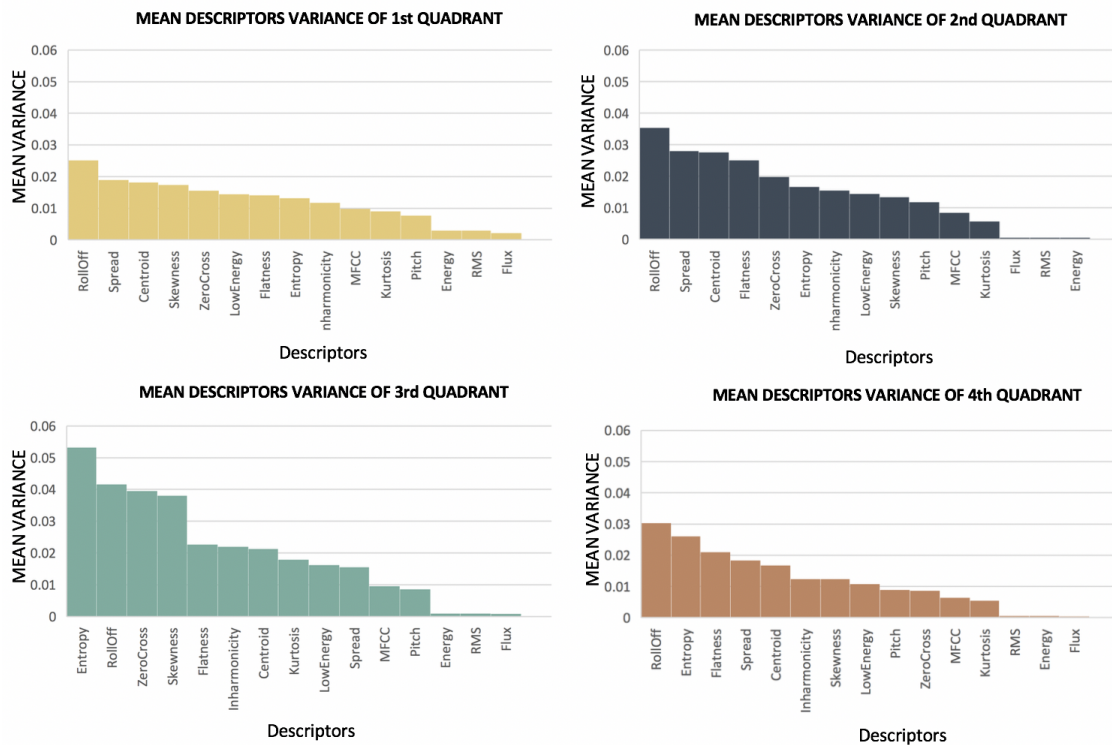 MEAN DESCRIPTORS VARIANCE OF 1st QUADRANT
MEAN VARIANCE
0.06
0.05
0.04
0.03
0.02
0.01
0
RollOff
Spread
Centroid
Skewness
ZeroCross
LowEnergy
Flatness
Entropy
nharmonicity
MFCC
Kurtosis
Pitch
Energy
RMS
Flux
Descriptors
MEAN DESCRIPTORS VARIANCE OF 2nd QUADRANT
MEAN VARIANCE
0.06
0.05
0.04
0.03
0.02
0.01
0
RollOff
Spread
Centroid
Flatness
ZeroCross
Entropy
nharmonicity
LowEnergy
Skewness
Pitch
MFCC
Kurtosis
Flux
RMS
Energy
Descriptors
MEAN DESCRIPTORS VARIANCE OF 3rd QUADRANT
MEAN VARIANCE
0.06
0.05
0.04
0.03
0.02
0.01
0
Entropy
RollOff
ZeroCross
Skewness
Flatness
Inharmonicity
Centroid
Kurtosis
LowEnergy
Spread
MFCC
Pitch
Energy
RMS
Flux
Descriptors
MEAN DESCRIPTORS VARIANCE OF 4th QUADRANT
MEAN VARIANCE
0.06
0.05
0.04
0.03
0.02
0.01
0
RollOff
Entropy
Flatness
Spread
Centroid
Inharmonicity
Skewness
LowEnergy
Pitch
ZeroCross
MFCC
Kurtosis
RMS
Energy
Flux
Descriptors